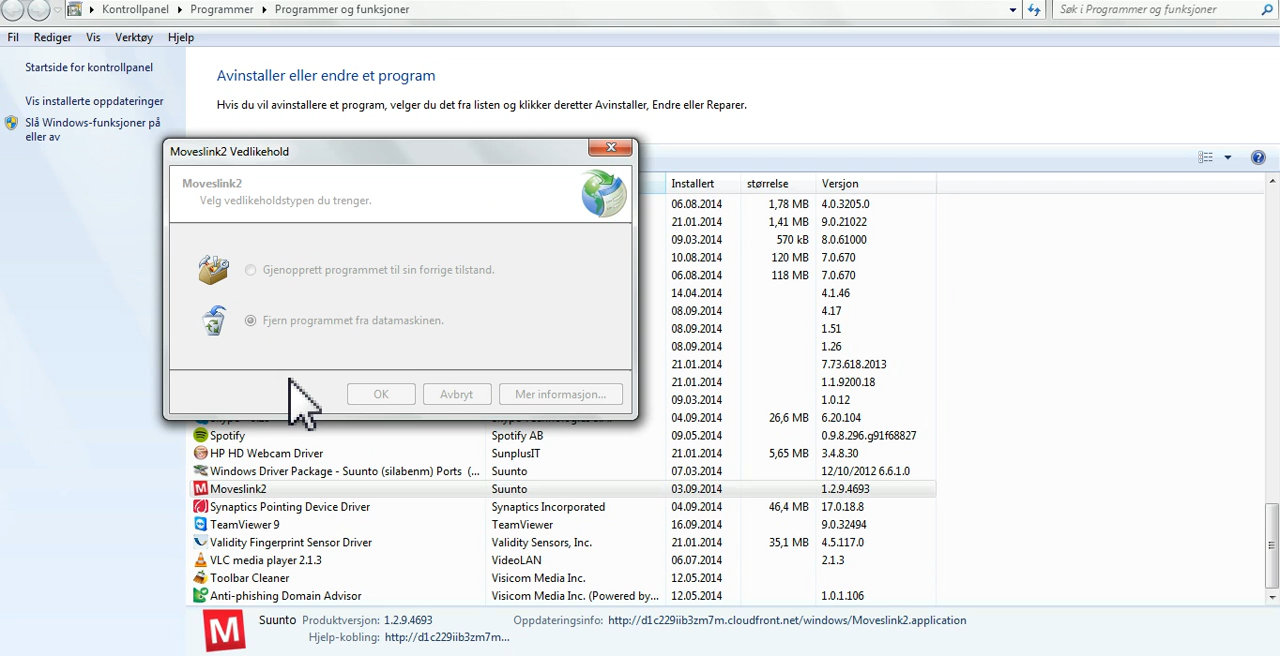 Kontrollpanel Programmer Programmer og funksjoner
Søk i Programmer og funksjoner
Fil Rediger Vis Verktøy Hjelp
Startside for kontrollpanel
Vis installerte oppdateringer
Slå Windows-funksjoner på
eller av
Avinstaller eller endre et program
Hvis du vil avinstallere et program, velger du det fra listen og klikker deretter Avinstaller, Endre eller Reparer.
Moveslink2 Vedlikehold
Moveslink2
Velg vedlikeholdstypen du trenger.
Gjenopprett programmet til sin forrige tilstand.
Fjern programmet fra datamaskinen.
OK Avbryt Mer informasjon...
Installert størrelse Versjon
06.08.2014 1,78 MB 4.0.3205.0
21.01.2014 1,41 MB 9.0.21022
09.03.2014 570 kB 8.0.61000
10.08.2014 120 MB 7.0.670
06.08.2014 118 MB 7.0.670
14.04.2014 4.1.46
08.09.2014 4.17
08.09.2014 1.51
08.09.2014 1.26
21.01.2014 7.73.618.2013
21.01.2014 1.1.9200.18
09.03.2014 1.0.12
04.09.2014 26,6 MB 6.20.104
Spotify Spotify AB 09.05.2014 0.9.8.296.g91f68827
HP HD Webcam Driver SunplusIT 21.01.2014 5,65 MB 3.4.8.30
Windows Driver Package - Suunto (silabenm) Ports (... Suunto 07.03.2014 12/10/2012 6.6.1.0
Moveslink2 Suunto 03.09.2014 1.2.9.4693
Synaptics Pointing Device Driver Synaptics Incorporated 04.09.2014 46,4 MB 17.0.18.8
TeamViewer 9 TeamViewer 16.09.2014 9.0.32494
Validity Fingerprint Sensor Driver Validity Sensors, Inc. 21.01.2014 35,1 MB 4.5.117.0
VLC media player 2.1.3 VideoLAN 06.07.2014 2.1.3
Toolbar Cleaner Visicom Media Inc. 12.05.2014
Anti-phishing Domain Advisor Visicom Media Inc. (Powered by... 12.05.2014 1.0.1.106
Suunto Produktversjon: 1.2.9.4693 Oppdateringsinfo: http://d1c229iib3zm7m.cloudfront.net/windows/Moveslink2.application
Hjelp-kobling: http://d1c229iib3zm7m...